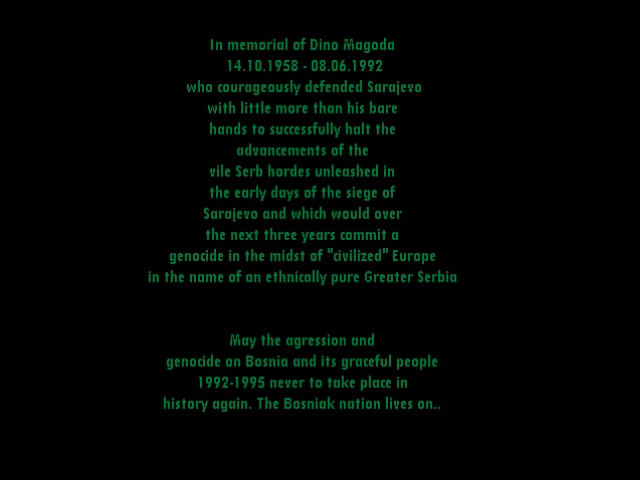 In memorial of Dino Magoda
14.10.1958 - 08.06.1992
who courageously defended Sarajevo
with little more than his bare
hands to successfully halt the
advancements of the
vile Serb hordes unleashed in
the early days of the siege of
Sarajevo and which would over
the next three years commit a
genocide in the midst of "civilized" Europe
in the name of an ethnically pure Greater Serbia
May the agression and
genocide on Bosnia and its graceful people
1992-1995 never to take place in
history again. The Bosniak nation lives on..